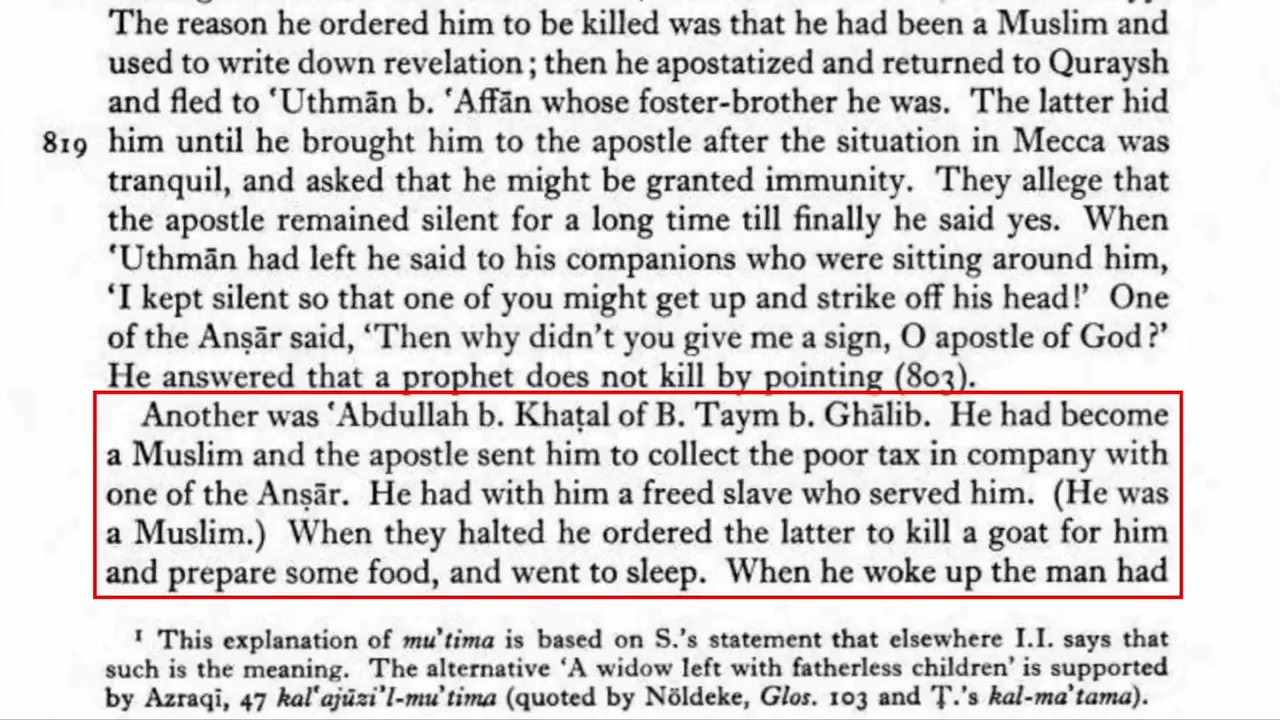 The reason he ordered him to be killed was that he had been a Muslim and
used to write down revelation; then he apostatized and returned to Quraysh
and fled to ʿUthmān b. ʿAffān whose foster-brother he was. The latter hid
819 him until he brought him to the apostle after the situation in Mecca was
tranquil, and asked that he might be granted immunity. They allege that
the apostle remained silent for a long time till finally he said yes. When
ʿUthmān had left he said to his companions who were sitting around him,
‘I kept silent so that one of you might get up and strike off his head!’ One
of the Anṣār said, ‘Then why didn’t you give me a sign, O apostle of God?’
He answered that a prophet does not kill by pointing (803).
Another was ʿAbdullah b. Khaṭal of B. Taym b. Ghālib. He had become
a Muslim and the apostle sent him to collect the poor tax in company with
one of the Anṣār. He had with him a freed slave who served him. (He was
a Muslim.) When they halted he ordered the latter to kill a goat for him
and prepare some food, and went to sleep. When he woke up the man had
¹ This explanation of muʾtima is based on S.’s statement that elsewhere I.I. says that
such is the meaning. The alternative ‘A widow left with fatherless children’ is supported
by Azraqī, 47 kalʿajūzi’l-muʾtima (quoted by Nöldeke, Glos. 103 and Ṭ.’s kal-maʾtama).